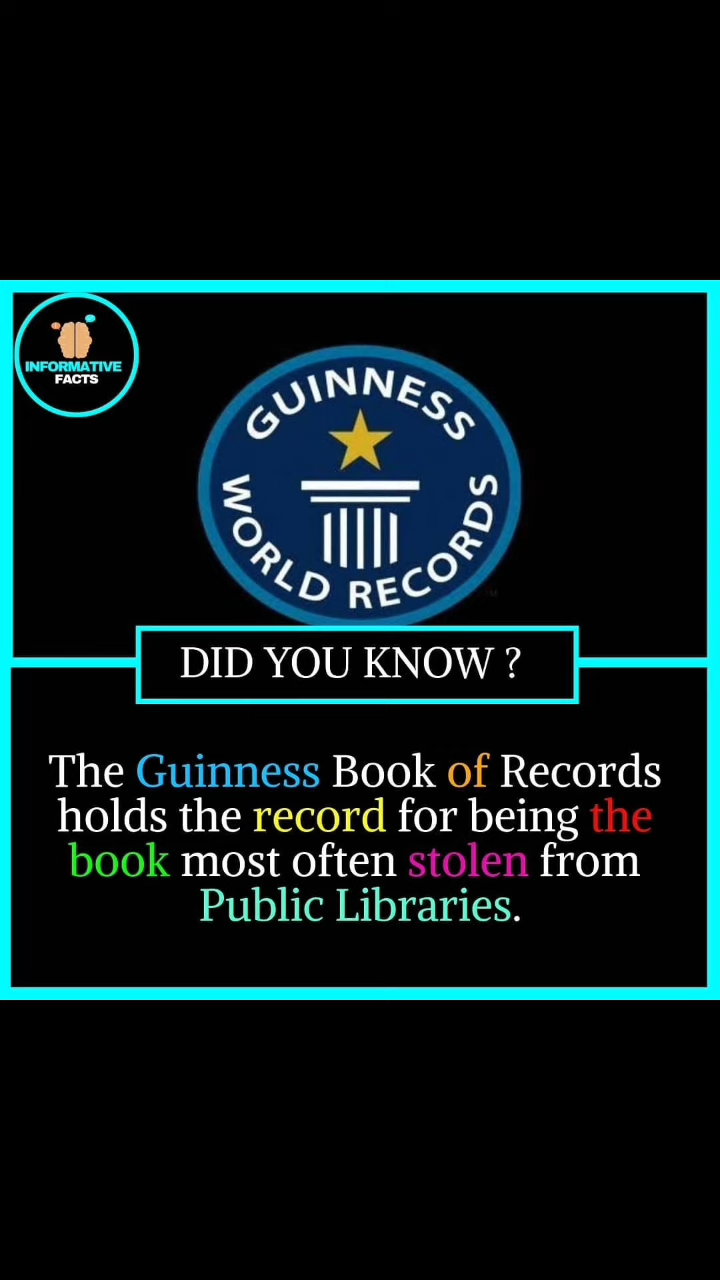 INFORMATIVE
FACTS
GUINNESS
WORLD RECORDS
DID YOU KNOW ?
The Guinness Book of Records
holds the record for being the
book most often stolen from
Public Libraries.